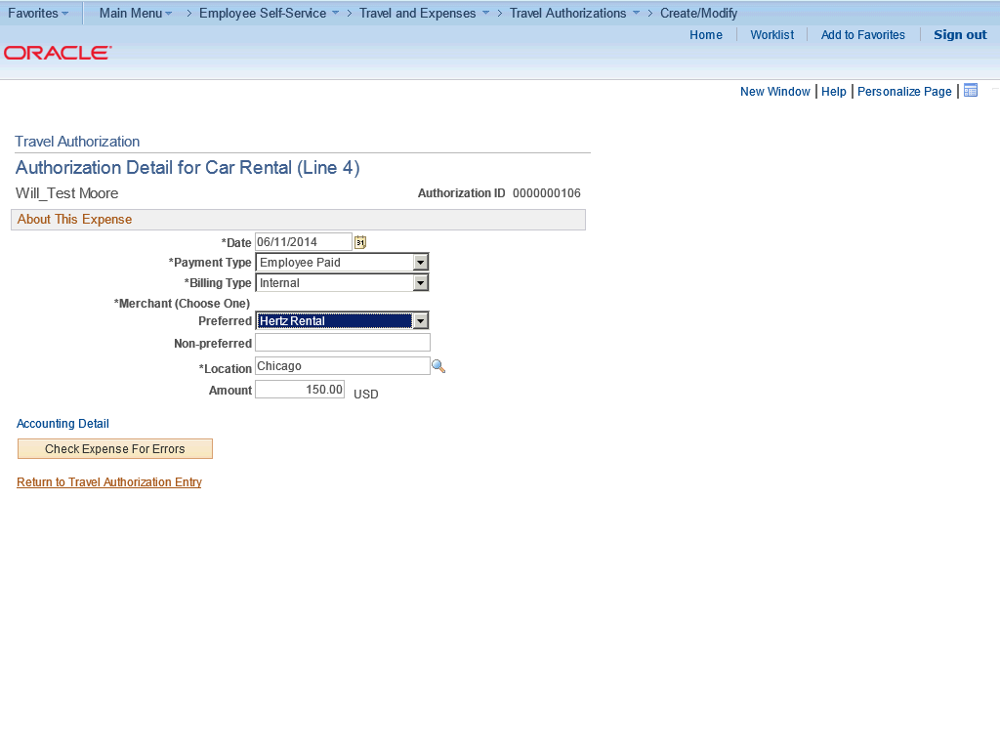 Favorites Main Menu > Employee Self-Service > Travel and Expenses > Travel Authorizations > Create/Modify
Home Worklist Add to Favorites Sign out
ORACLE
New Window | Help | Personalize Page |
Travel Authorization
Authorization Detail for Car Rental (Line 4)
Will_Test Moore Authorization ID 0000000106
About This Expense
*Date 06/11/2014 31
*Payment Type Employee Paid
*Billing Type Internal
*Merchant (Choose One)
Preferred Hertz Rental
Non-preferred
*Location Chicago
Amount 150.00 USD
Accounting Detail
Check Expense For Errors
Return to Travel Authorization Entry